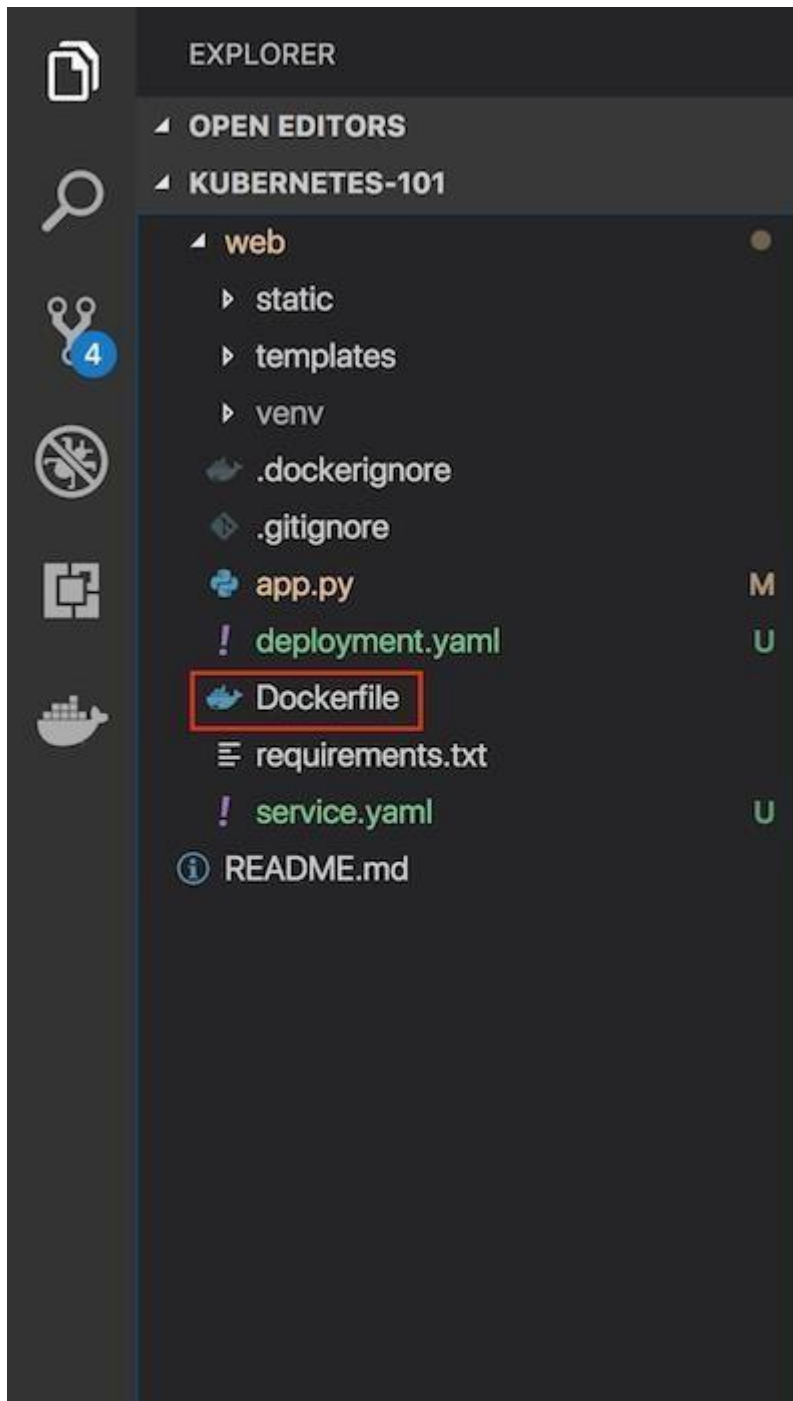 EXPLORER
OPEN EDITORS
KUBERNETES-101
web
static
templates
4
venv
.dockerignore
.gitignore
app.py M
! deployment.yaml U
Dockerfile
requirements.txt
! service.yaml U
README.md